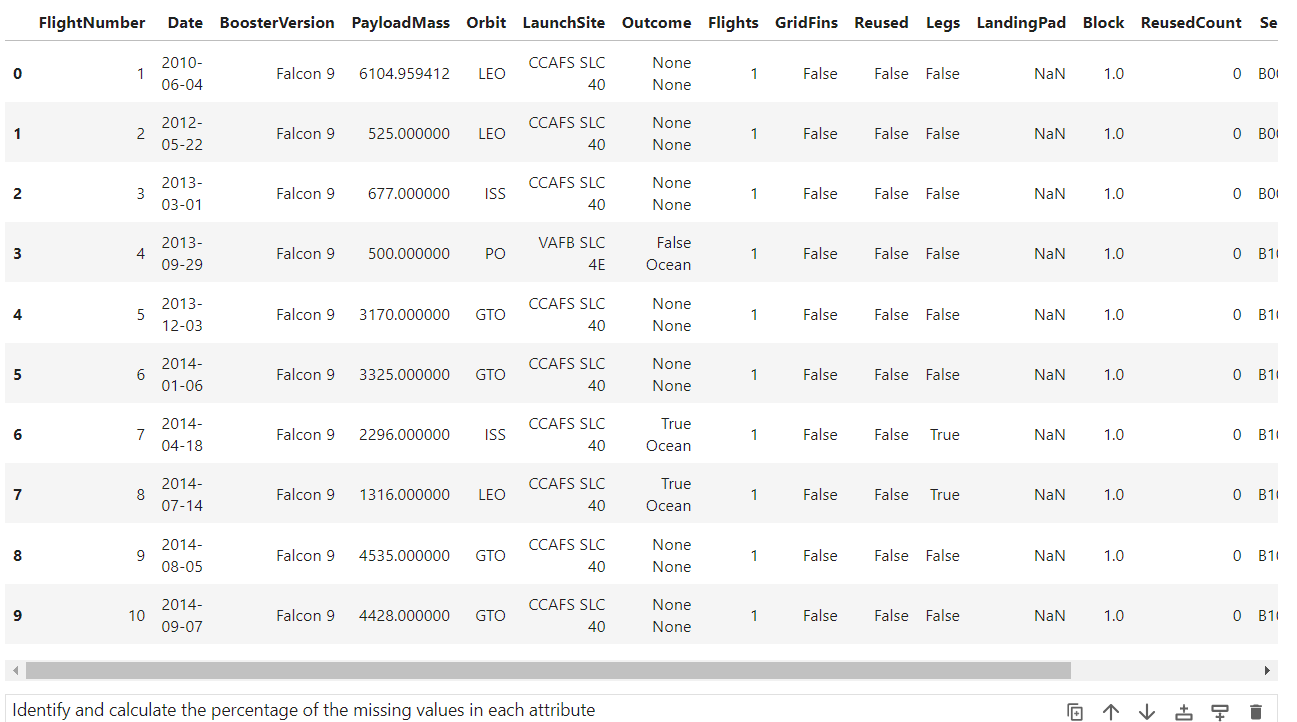 FlightNumber Date BoosterVersion PayloadMass Orbit LaunchSite Outcome Flights GridFins Reused Legs LandingPad Block ReusedCount Se
0 1 2010-06-04 Falcon 9 6104.959412 LEO CCAFS SLC 40 None None 1 False False False NaN 1.0 0 B00
1 2 2012-05-22 Falcon 9 525.000000 LEO CCAFS SLC 40 None None 1 False False False NaN 1.0 0 B00
2 3 2013-03-01 Falcon 9 677.000000 ISS CCAFS SLC 40 None None 1 False False False NaN 1.0 0 B00
3 4 2013-09-29 Falcon 9 500.000000 PO VAFB SLC 4E False Ocean 1 False False False NaN 1.0 0 B10
4 5 2013-12-03 Falcon 9 3170.000000 GTO CCAFS SLC 40 None None 1 False False False NaN 1.0 0 B10
5 6 2014-01-06 Falcon 9 3325.000000 GTO CCAFS SLC 40 None None 1 False False False NaN 1.0 0 B10
6 7 2014-04-18 Falcon 9 2296.000000 ISS CCAFS SLC 40 True Ocean 1 False False True NaN 1.0 0 B10
7 8 2014-07-14 Falcon 9 1316.000000 LEO CCAFS SLC 40 True Ocean 1 False False True NaN 1.0 0 B10
8 9 2014-08-05 Falcon 9 4535.000000 GTO CCAFS SLC 40 None None 1 False False False NaN 1.0 0 B10
9 10 2014-09-07 Falcon 9 4428.000000 GTO CCAFS SLC 40 None None 1 False False False NaN 1.0 0 B10
Identify and calculate the percentage of the missing values in each attribute